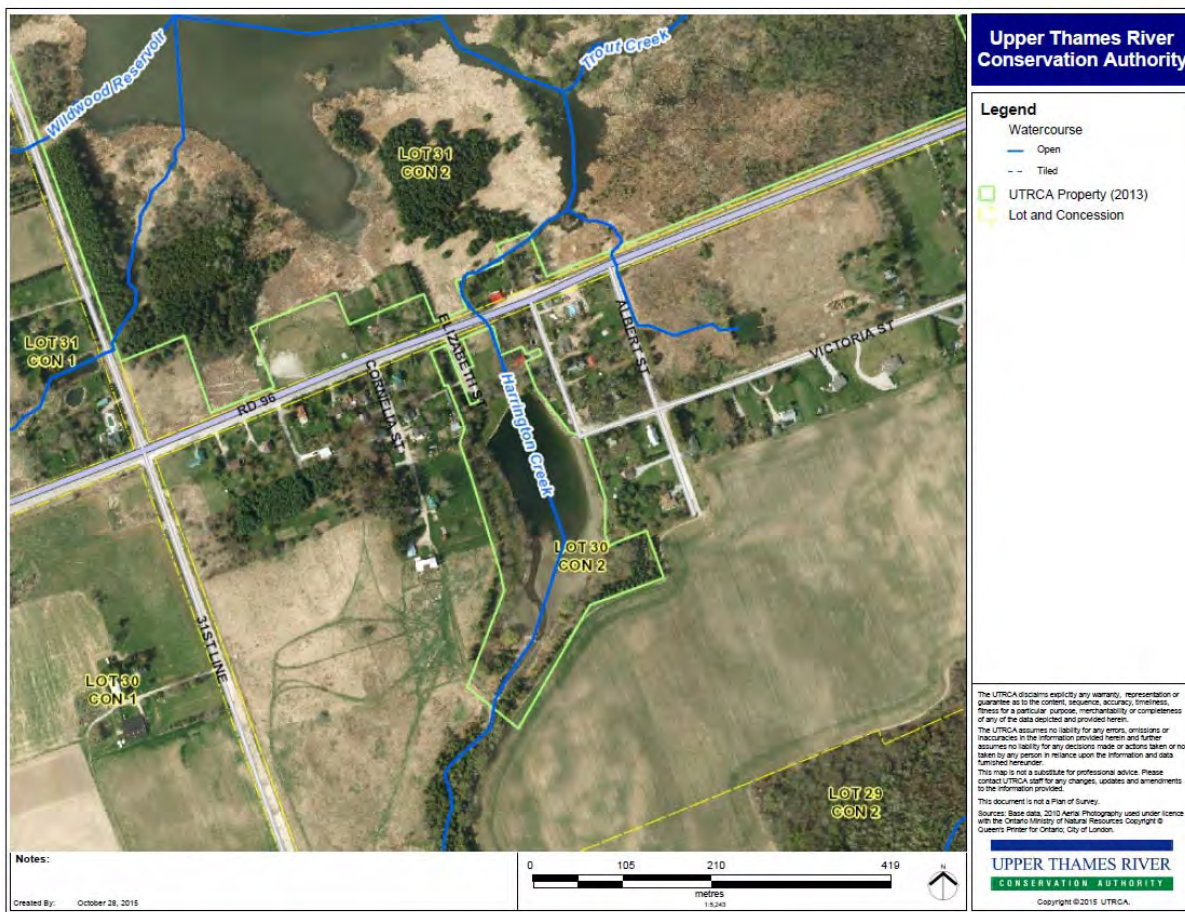 Upper Thames River
Conservation Authority
Legend
Watercourse
Open
Tiled
UTRCA Property (2013)
Lot and Concession
Wildwood Reservoir
Trout Creek
LOT 31
CON 2
LOT 31
CON 1
ELIZABETH ST
ALBERT ST
VICTORIA ST
CORNELIA ST
RD 96
Harrington Creek
LOT 30
CON 2
31ST LINE
LOT 30
CON 1
LOT 29
CON 2
The UTRCA disclaims explicitly any warranty, representation or
guarantee as to the content, sequence, accuracy, timeliness,
fitness for a particular purpose, merchantability or completeness
of any of the data depicted and provided herein.
The UTRCA assumes no liability for any errors, omissions or
inaccuracies in the information provided herein and further
assumes no liability for any decisions made or actions taken or not
taken by any person in reliance upon the information and data
furnished hereunder.
This map is not a substitute for professional advice. Please
contact UTRCA staff for any changes, updates and amendments
to the information provided.
This document is not a Plan of Survey.
Sources: Base data, 2010 Aerial Photography used under licence
with the Ontario Ministry of Natural Resources Copyright ©
Queen's Printer for Ontario; City of London.
Notes:
Created By: October 28, 2015
0 105 210 419
metres
1:5,243
N
UPPER THAMES RIVER
CONSERVATION AUTHORITY
Copyright ©2015 UTRCA.